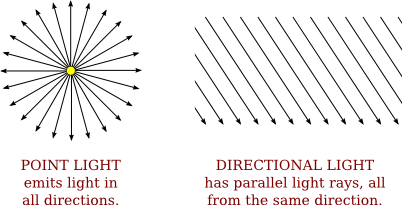 POINT LIGHT
emits light in
all directions.
DIRECTIONAL LIGHT
has parallel light rays, all
from the same direction.